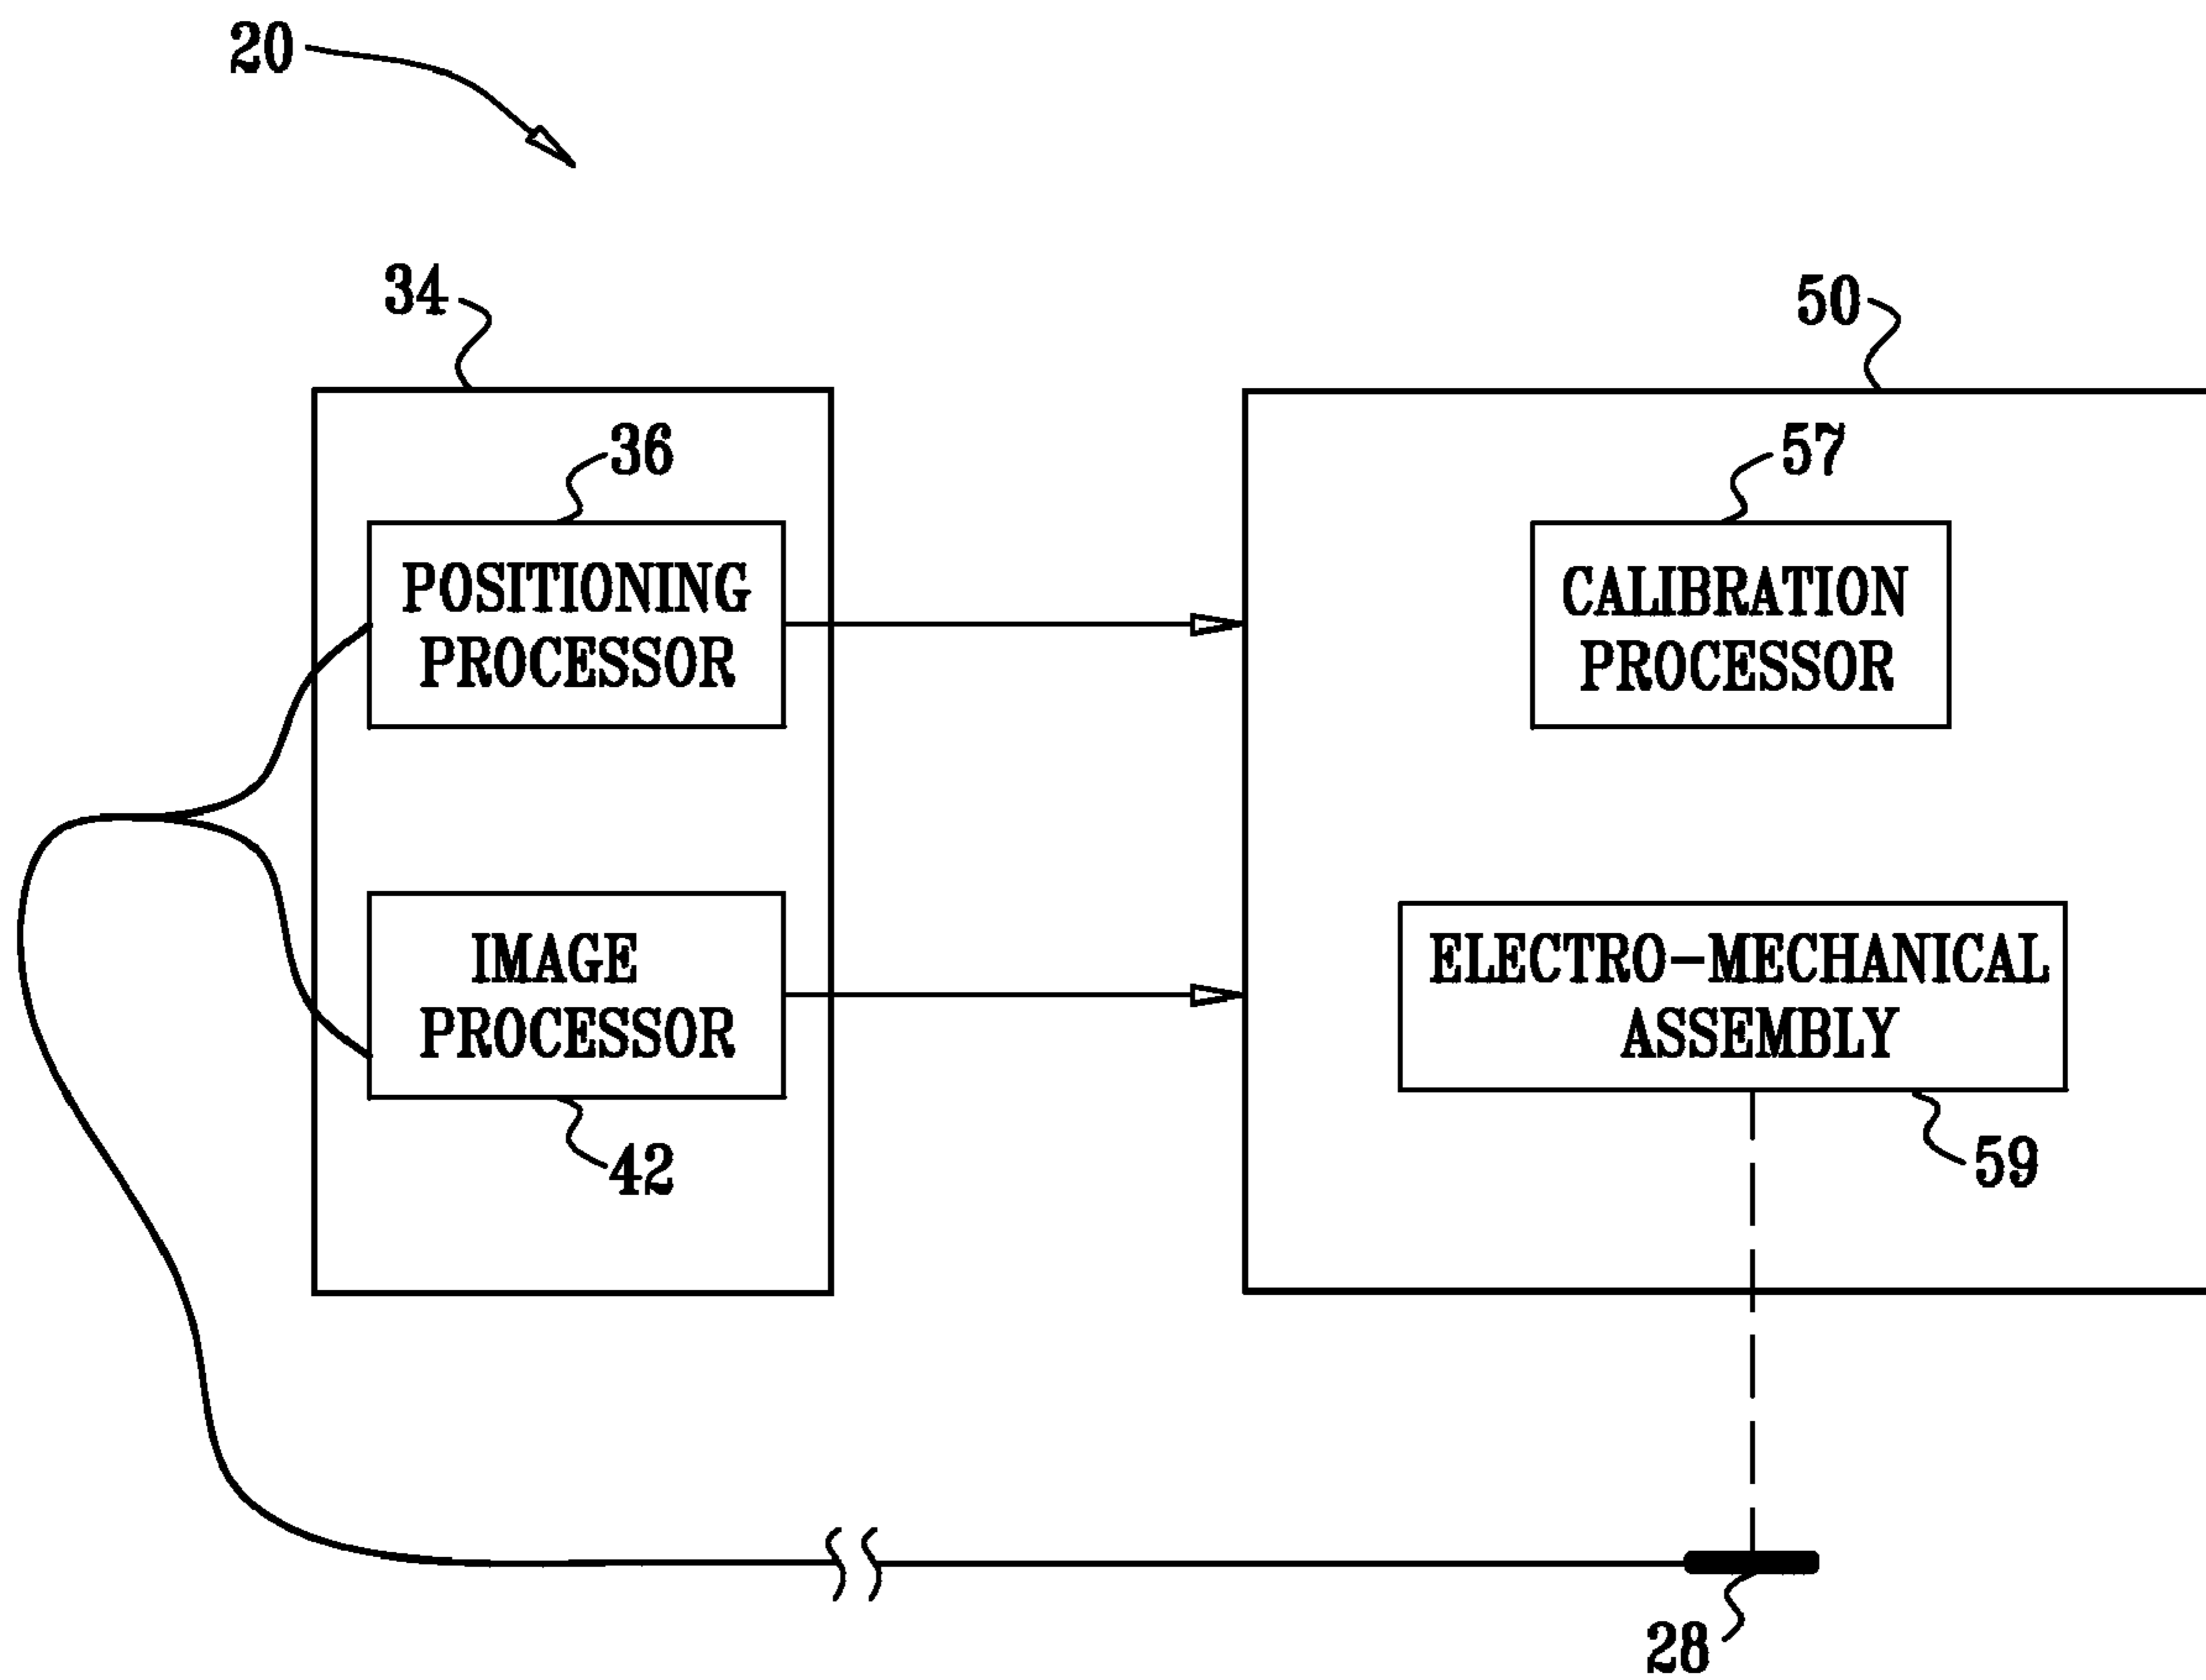 20
34
50
36
57
POSITIONING
PROCESSOR
CALIBRATION
PROCESSOR
IMAGE
PROCESSOR
ELECTRO-MECHANICAL
ASSEMBLY
42
59
28